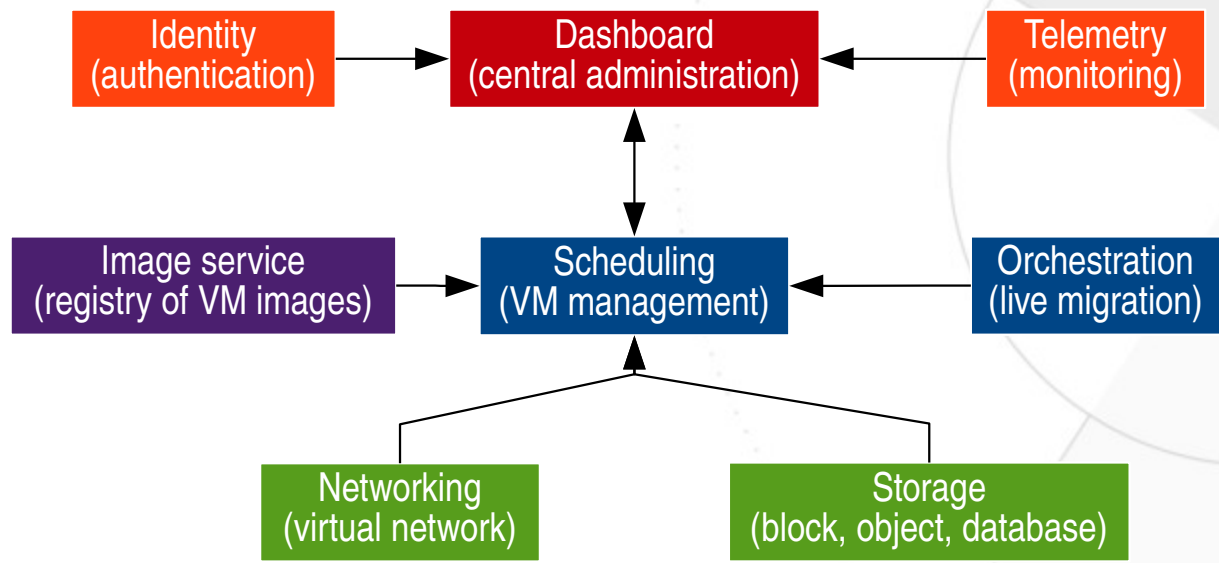 Identity
(authentication)
Dashboard
(central administration)
Telemetry
(monitoring)
Image service
(registry of VM images)
Scheduling
(VM management)
Orchestration
(live migration)
Networking
(virtual network)
Storage
(block, object, database)